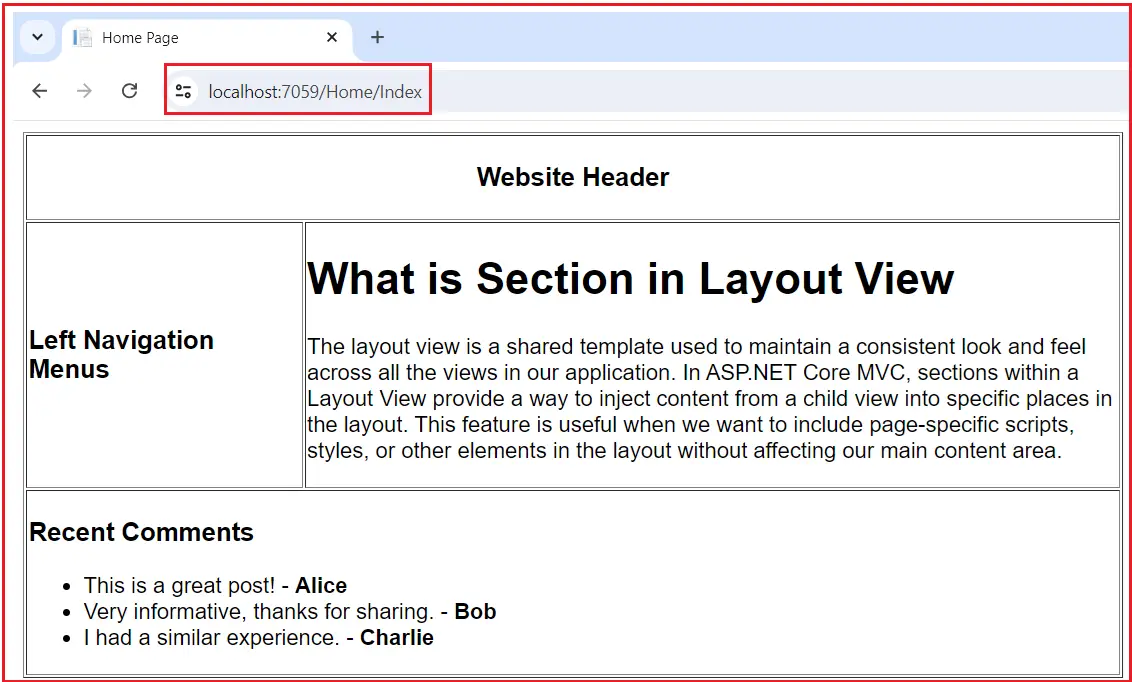 Home Page
localhost:7059/Home/Index
Website Header
Left Navigation
Menus
What is Section in Layout View
The layout view is a shared template used to maintain a consistent look and feel
across all the views in our application. In ASP.NET Core MVC, sections within a
Layout View provide a way to inject content from a child view into specific places in
the layout. This feature is useful when we want to include page-specific scripts,
styles, or other elements in the layout without affecting our main content area.
Recent Comments
• This is a great post! - Alice
• Very informative, thanks for sharing. - Bob
• I had a similar experience. - Charlie